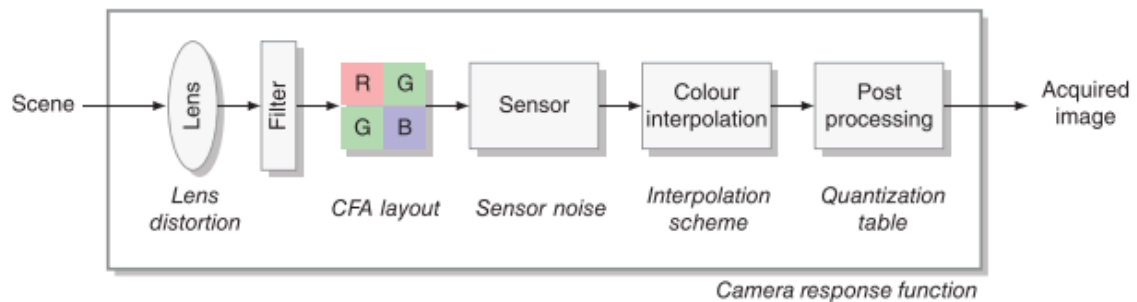 Scene
Lens
Filter
R G
G B
Sensor
Colour
interpolation
Post
processing
Acquired
image
Lens
distortion
CFA layout
Sensor noise
Interpolation
scheme
Quantization
table
Camera response function